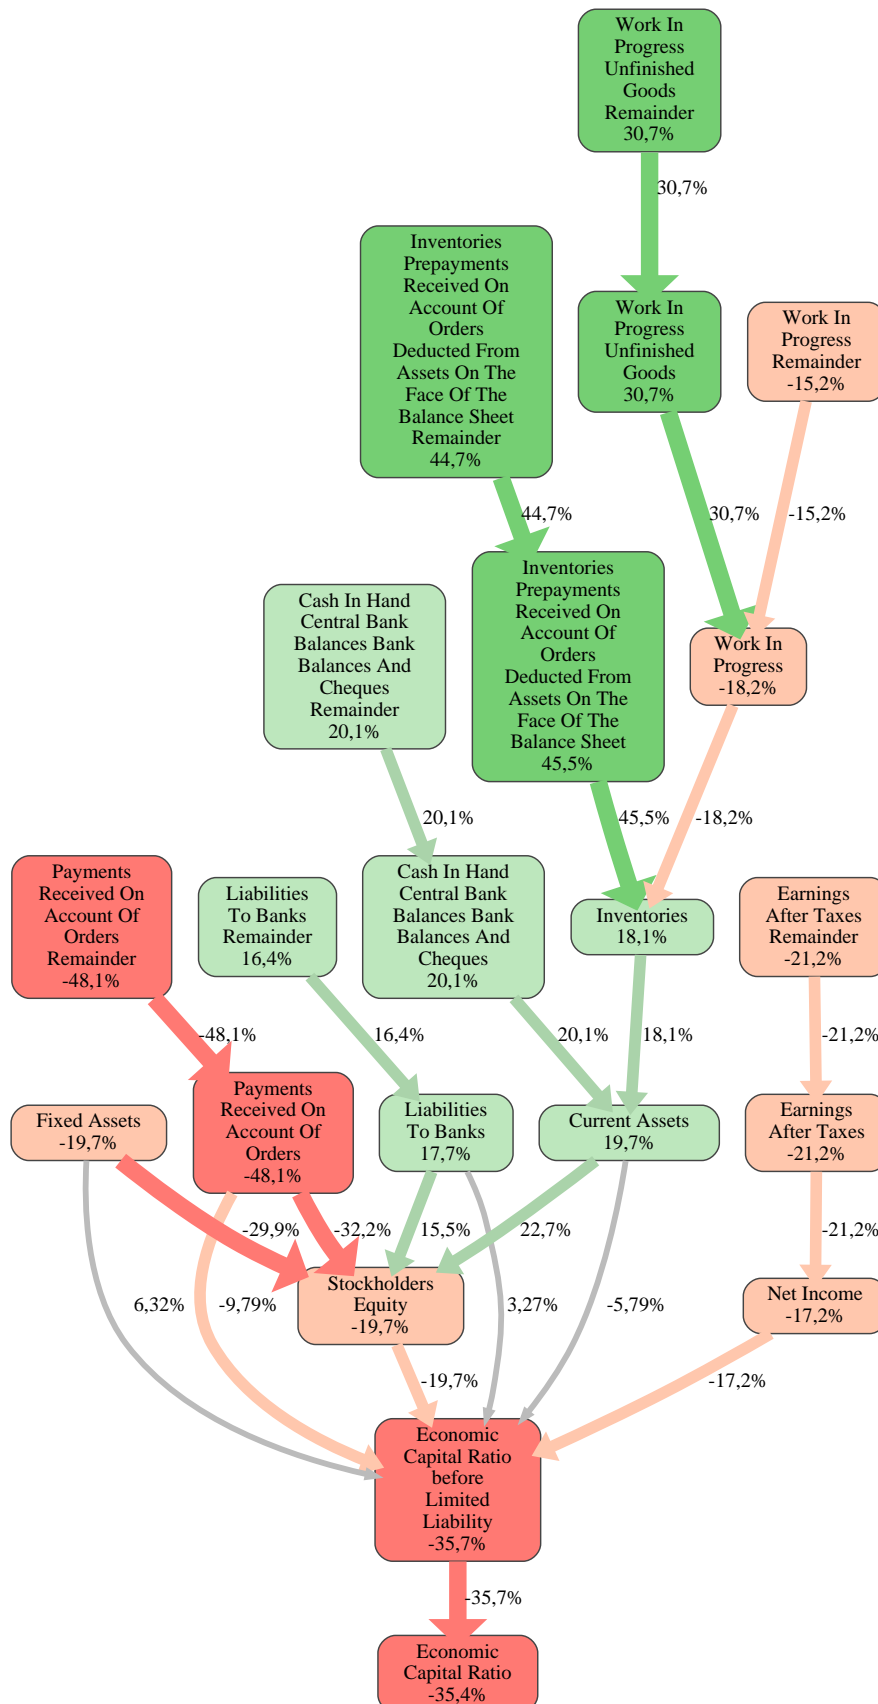 Work In
Progress
Unfinished
Goods
Remainder
30,7%
30,7%
Inventories
Prepayments
Received On
Account Of
Orders
Deducted From
Assets On The
Face Of The
Balance Sheet
Remainder
44,7%
Work In
Progress
Unfinished
Goods
30,7%
Work In
Progress
Remainder
-15,2%
44,7%
30,7%
-15,2%
Cash In Hand
Central Bank
Balances Bank
Balances And
Cheques
Remainder
20,1%
Inventories
Prepayments
Received On
Account Of
Orders
Deducted From
Assets On The
Face Of The
Balance Sheet
45,5%
Work In
Progress
-18,2%
20,1%
45,5%
-18,2%
Payments
Received On
Account Of
Orders
Remainder
-48,1%
Liabilities
To Banks
Remainder
16,4%
Cash In Hand
Central Bank
Balances Bank
Balances And
Cheques
20,1%
Inventories
18,1%
Earnings
After Taxes
Remainder
-21,2%
-48,1%
16,4%
20,1%
18,1%
-21,2%
Fixed Assets
-19,7%
Payments
Received On
Account Of
Orders
-48,1%
Liabilities
To Banks
17,7%
Current Assets
19,7%
Earnings
After Taxes
-21,2%
-29,9%
-32,2%
15,5%
22,7%
-21,2%
6,32%
-9,79%
Stockholders
Equity
-19,7%
3,27%
-5,79%
Net Income
-17,2%
-19,7%
-17,2%
Economic
Capital Ratio
before
Limited
Liability
-35,7%
-35,7%
Economic
Capital Ratio
-35,4%